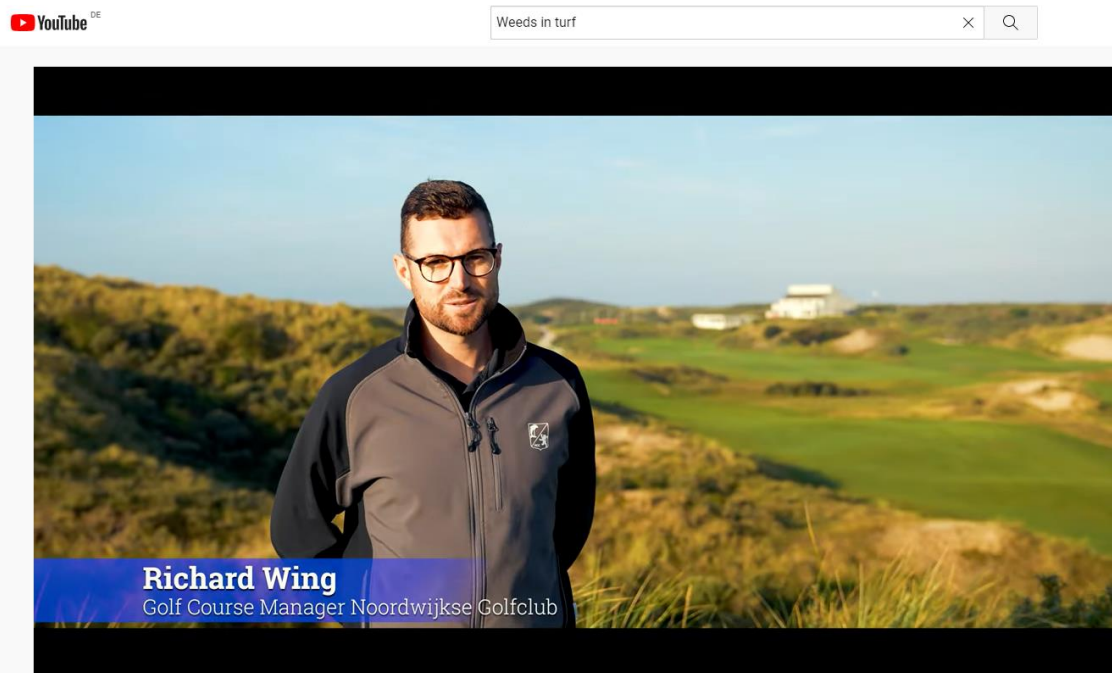 YouTube DE
Weeds in turf
Richard Wing
Golf Course Manager Noordwijkse Golfclub